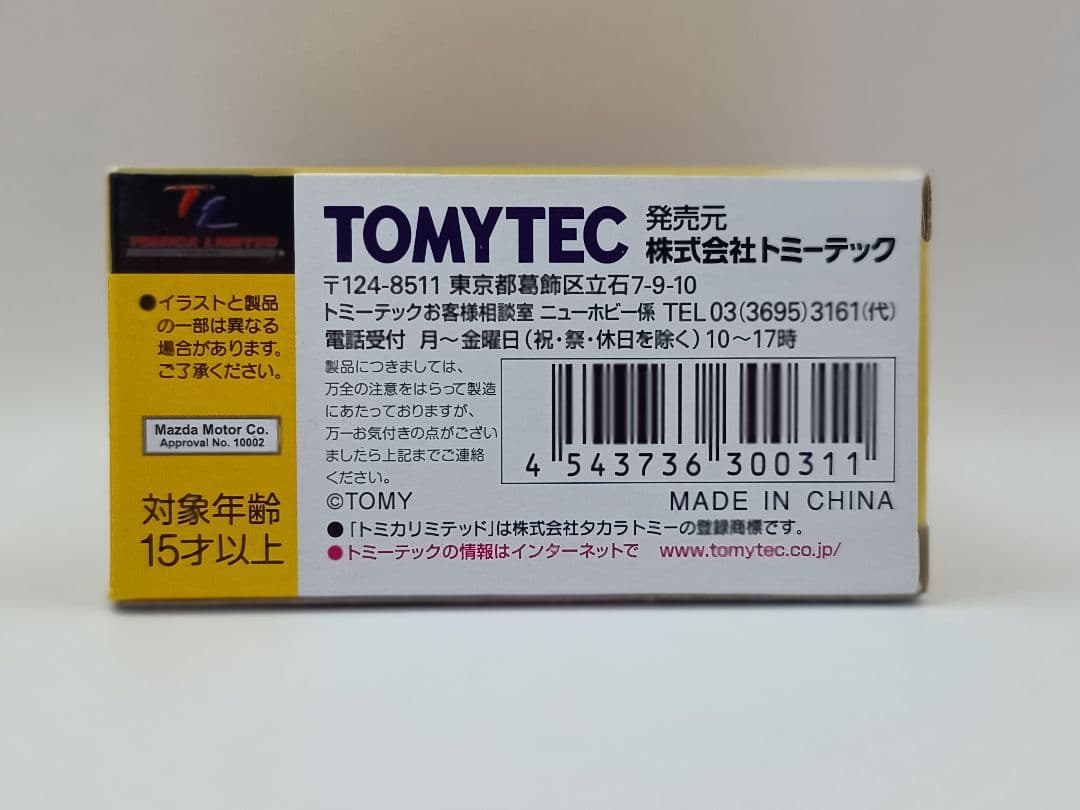 TL
TOMICA LIMITED
●イラストと製品
の一部は異なる
場合があります。
ご了承ください。
Mazda Motor Co.
Approval No. 10002
対象年齢
15才以上
TOMYTEC
発売元
株式会社トミーテック
〒124-8511 東京都葛飾区立石7-9-10
トミーテックお客様相談室 ニューホビー係 TEL 03(3695)3161(代)
電話受付 月～金曜日(祝・祭・休日を除く)10～17時
製品につきましては、
万全の注意をはらって製造
にあたっておりますが、
万一お気付きの点がござい
ましたら上記までご連絡
ください。
4 543736 300311
©TOMY
MADE IN CHINA
●「トミカリミテッド」は株式会社タカラトミーの登録商標です。
●トミーテックの情報はインターネットで www.tomytec.co.jp/